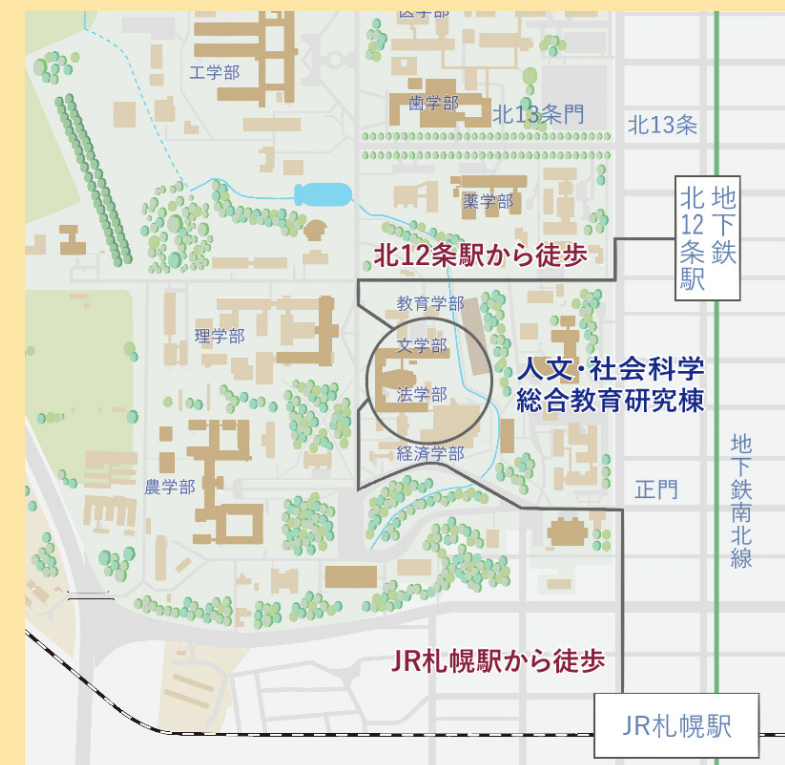 医学部
工学部
歯学部
北13条門
北13条
薬学部
地下鉄
北12条駅
北12条駅から徒歩
教育学部
理学部
文学部
人文・社会科学
総合教育研究棟
法学部
経済学部
農学部
正門
地下鉄南北線
JR札幌駅から徒歩
JR札幌駅